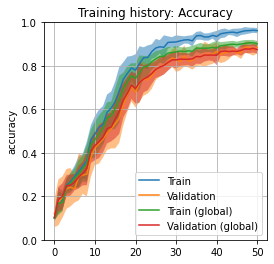 Training history: Accuracy
1.0
0.8
0.6
0.4
0.2
0.0
accuracy
Train
Validation
Train (global)
Validation (global)
0 10 20 30 40 50